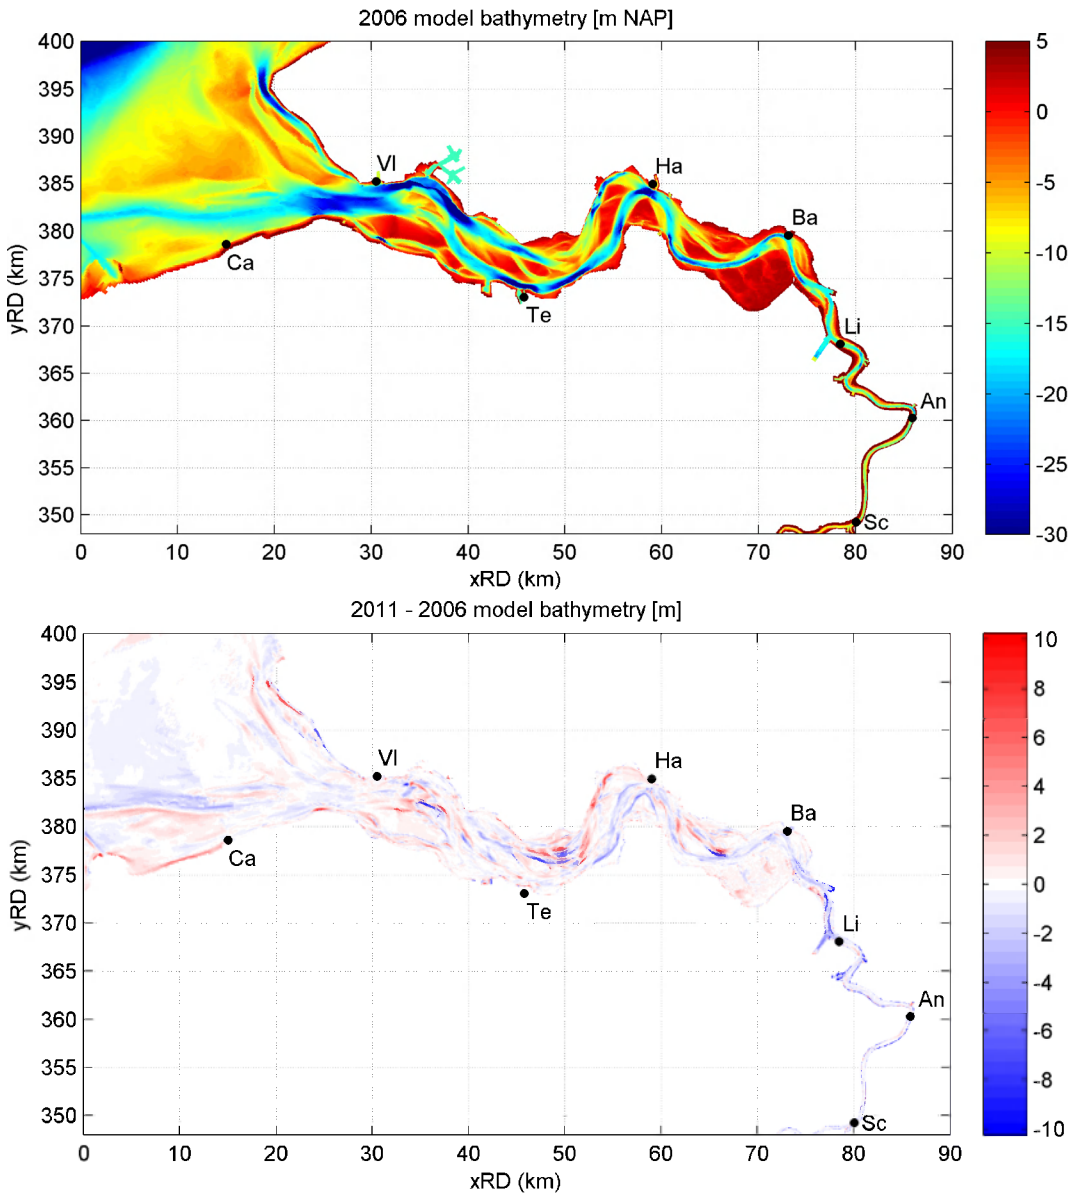 2006 model bathymetry [m NAP]
400
395
390
385
380
375
370
365
360
355
350
yRD (km)
0
10
20
30
40
50
60
70
80
90
xRD (km)
Vl
Ha
Ba
Ca
Te
Li
An
Sc
5
0
-5
-10
-15
-20
-25
-30
2011 - 2006 model bathymetry [m]
400
395
390
385
380
375
370
365
360
355
350
yRD (km)
0
10
20
30
40
50
60
70
80
90
xRD (km)
Vl
Ha
Ba
Ca
Te
Li
An
Sc
10
8
6
4
2
0
-2
-4
-6
-8
-10